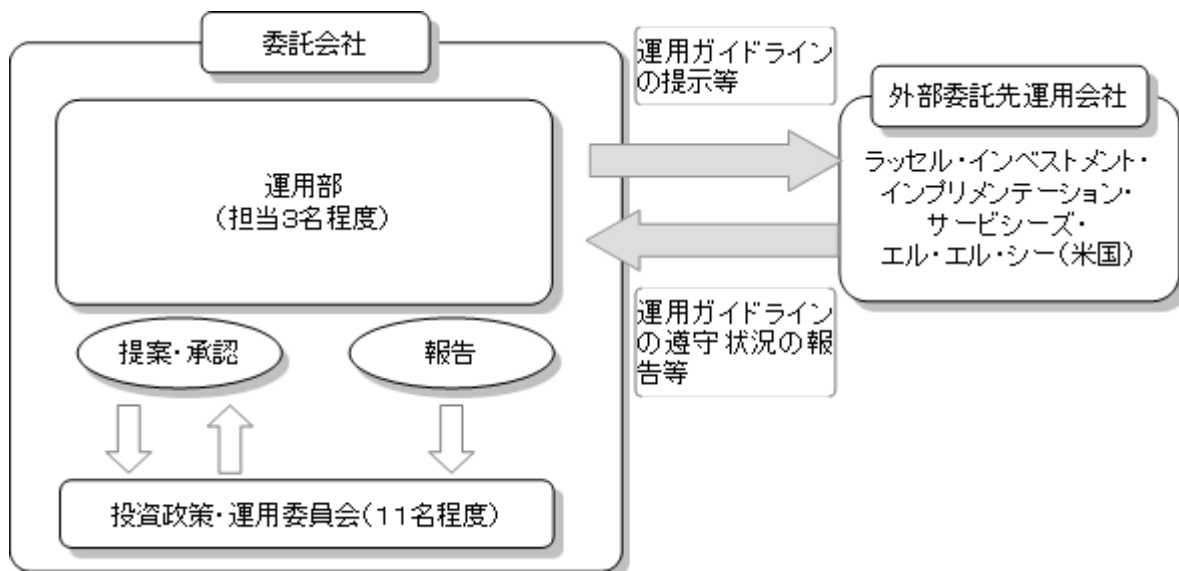 委託会社
運用部
（担当3名程度）
提案・承認
報告
投資政策・運用委員会（11名程度）
運用ガイドライン
の提示等
運用ガイドライン
の遵守状況の報
告等
外部委託先運用会社
ラッセル・インベストメント・
インプリメンテーション・
サービシーズ・
エル・エル・シー（米国）